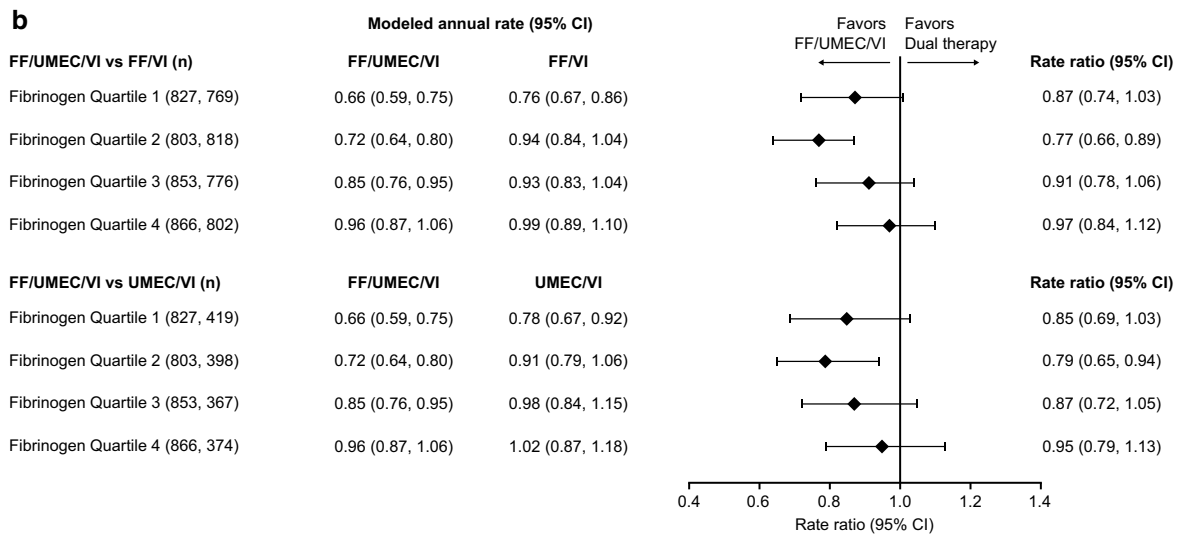 b
Modeled annual rate (95% CI)
Favors FF/UMEC/VI
Favors Dual therapy
FF/UMEC/VI vs FF/VI (n) FF/UMEC/VI FF/VI Rate ratio (95% CI)
Fibrinogen Quartile 1 (827, 769) 0.66 (0.59, 0.75) 0.76 (0.67, 0.86) 0.87 (0.74, 1.03)
Fibrinogen Quartile 2 (803, 818) 0.72 (0.64, 0.80) 0.94 (0.84, 1.04) 0.77 (0.66, 0.89)
Fibrinogen Quartile 3 (853, 776) 0.85 (0.76, 0.95) 0.93 (0.83, 1.04) 0.91 (0.78, 1.06)
Fibrinogen Quartile 4 (866, 802) 0.96 (0.87, 1.06) 0.99 (0.89, 1.10) 0.97 (0.84, 1.12)
FF/UMEC/VI vs UMEC/VI (n) FF/UMEC/VI UMEC/VI Rate ratio (95% CI)
Fibrinogen Quartile 1 (827, 419) 0.66 (0.59, 0.75) 0.78 (0.67, 0.92) 0.85 (0.69, 1.03)
Fibrinogen Quartile 2 (803, 398) 0.72 (0.64, 0.80) 0.91 (0.79, 1.06) 0.79 (0.65, 0.94)
Fibrinogen Quartile 3 (853, 367) 0.85 (0.76, 0.95) 0.98 (0.84, 1.15) 0.87 (0.72, 1.05)
Fibrinogen Quartile 4 (866, 374) 0.96 (0.87, 1.06) 1.02 (0.87, 1.18) 0.95 (0.79, 1.13)
0.4 0.6 0.8 1.0 1.2 1.4
Rate ratio (95% CI)